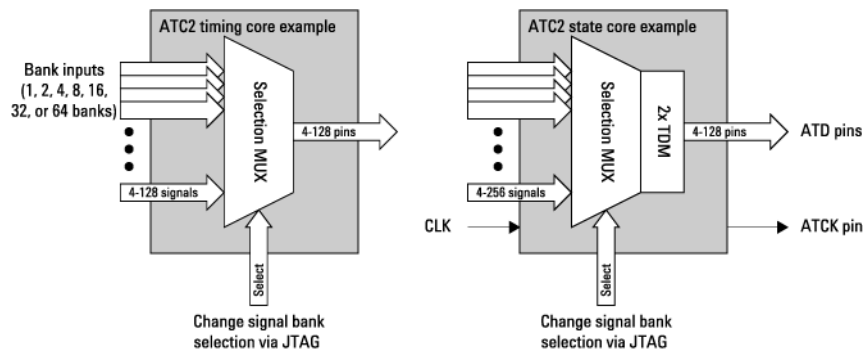 ATC2 timing core example
Bank inputs
(1, 2, 4, 8, 16,
32, or 64 banks)
Selection MUX
4-128 pins
4-128 signals
Select
Change signal bank
selection via JTAG
ATC2 state core example
Selection MUX
2x TDM
4-128 pins
ATD pins
4-256 signals
CLK
ATCK pin
Select
Change signal bank
selection via JTAG